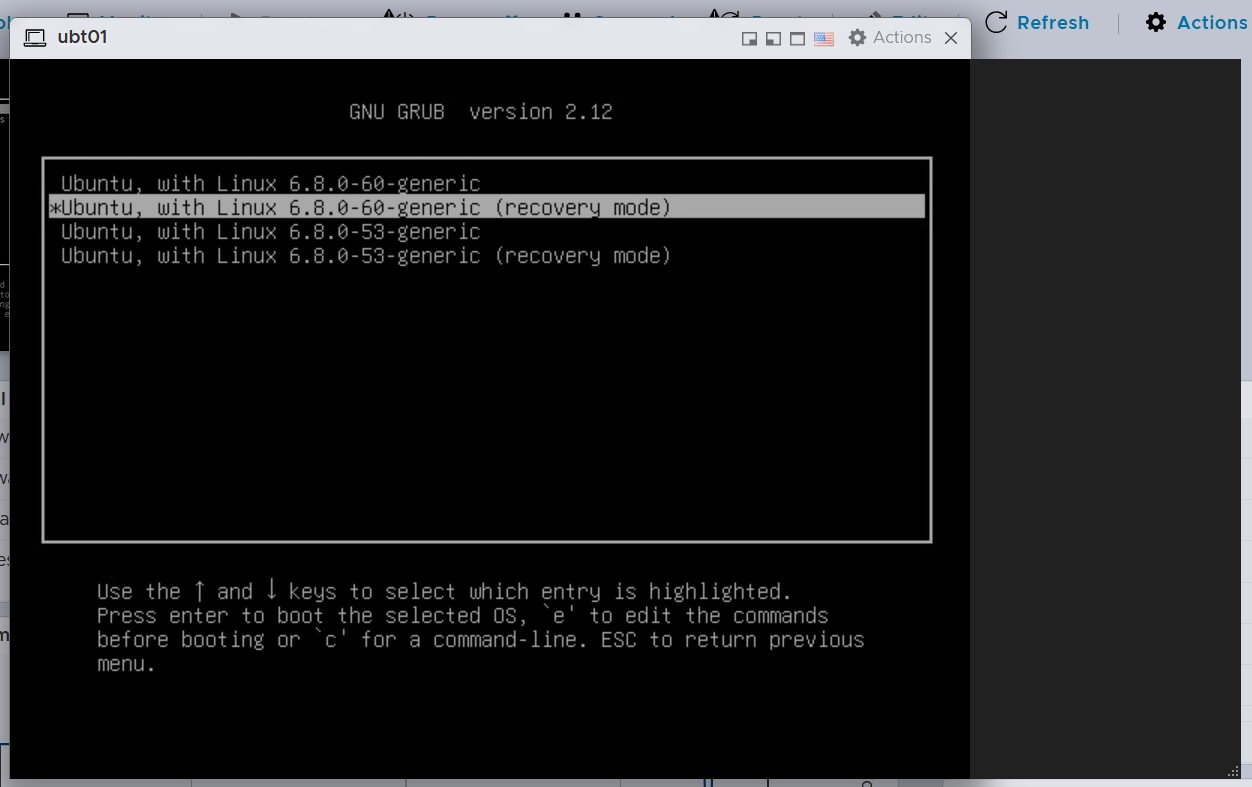 Refresh
Actions
ubt01
Actions
GNU GRUB  version 2.12
Ubuntu, with Linux 6.8.0-60-generic
*Ubuntu, with Linux 6.8.0-60-generic (recovery mode)
Ubuntu, with Linux 6.8.0-53-generic
Ubuntu, with Linux 6.8.0-53-generic (recovery mode)
Use the ↑ and ↓ keys to select which entry is highlighted.
Press enter to boot the selected OS, `e' to edit the commands
before booting or `c' for a command-line. ESC to return previous
menu.